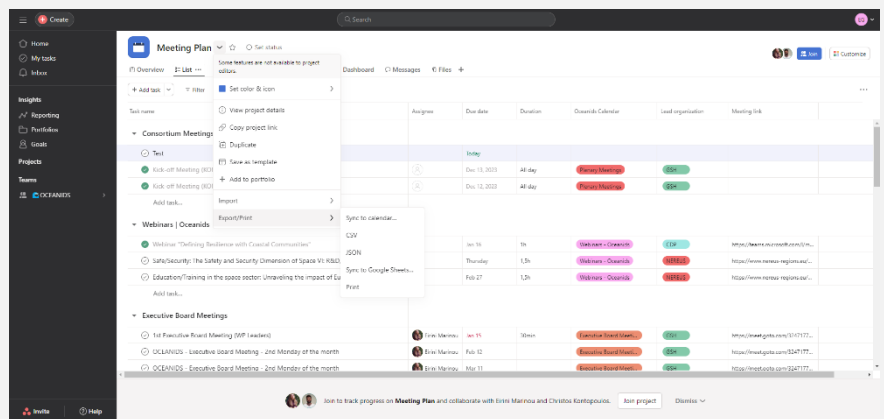 Create
Search
Home
My tasks
Inbox
Insights
Reporting
Portfolios
Goals
Projects
Teams
OCEANIDS
Invite
Help
Meeting Plan
Set status
Join
Customize
Overview
List
Dashboard
Messages
Files
Some features are not available to project editors.
+ Add task
Filter
Set color & icon
View project details
Copy project link
Duplicate
Save as template
+ Add to portfolio
Import
Export/Print
Sync to calendar...
CSV
JSON
Sync to Google Sheets...
Print
Task name Assignee Due date Duration Oceanids Calendar Lead organisation Meeting link
Consortium Meetings
Test Today
Kick-off Meeting Dec 13, 2023 All day Plenary Meetings GSH
Kick-off Meeting Dec 12, 2023 All day Plenary Meetings GSH
Add task...
Webinars | Oceanids
Webinar "Defining Resilience with Coastal Communities" Jan 16 1h Webinars - Oceanids CDP https://teams.microsoft.com/l/m...
Safe/Security: The Safety and Security Dimension of Space VI: R&D Thursday 1,5h Webinars - Oceanids NEREUS https://www.nereus-regions.eu/...
Education/Training in the space sector: Unraveling the impact of Eu Feb 27 1,5h Webinars - Oceanids NEREUS https://www.nereus-regions.eu/...
Add task...
Executive Board Meetings
1st Executive Board Meeting (WP Leaders) Eirini Marinou Jan 15 10min Executive Board Meeti... GSH https://meet.goto.com/3247177...
OCEANIDS - Executive Board Meeting - 2nd Monday of the month Eirini Marinou Feb 12 Executive Board Meeti... GSH https://meet.goto.com/3247177...
OCEANIDS - Executive Board Meeting - 2nd Monday of the month Eirini Marinou Mar 11 Executive Board Meeti... GSH https://meet.goto.com/3247177...
Join to track progress on Meeting Plan and collaborate with Eirini Marinou and Christos Kontopoulos.
Join project
Dismiss